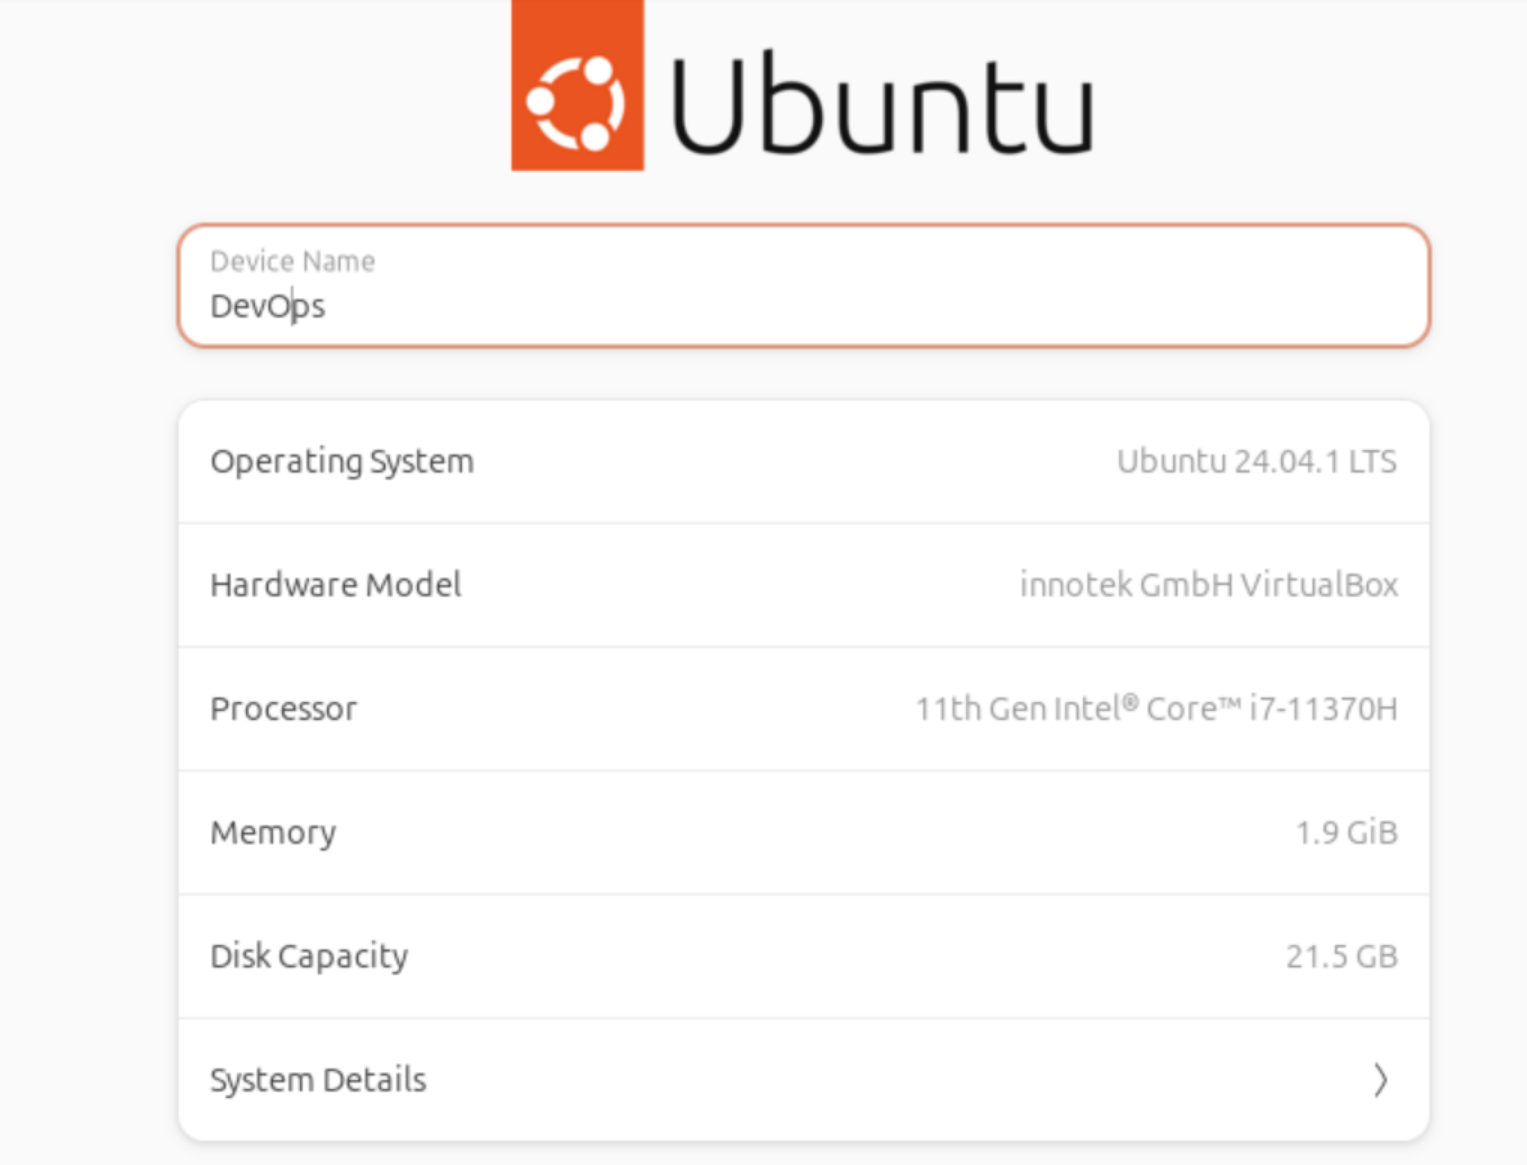 Ubuntu
Device Name
DevOps
Operating System Ubuntu 24.04.1 LTS
Hardware Model innotek GmbH VirtualBox
Processor 11th Gen Intel® Core™ i7-11370H
Memory 1.9 GiB
Disk Capacity 21.5 GB
System Details